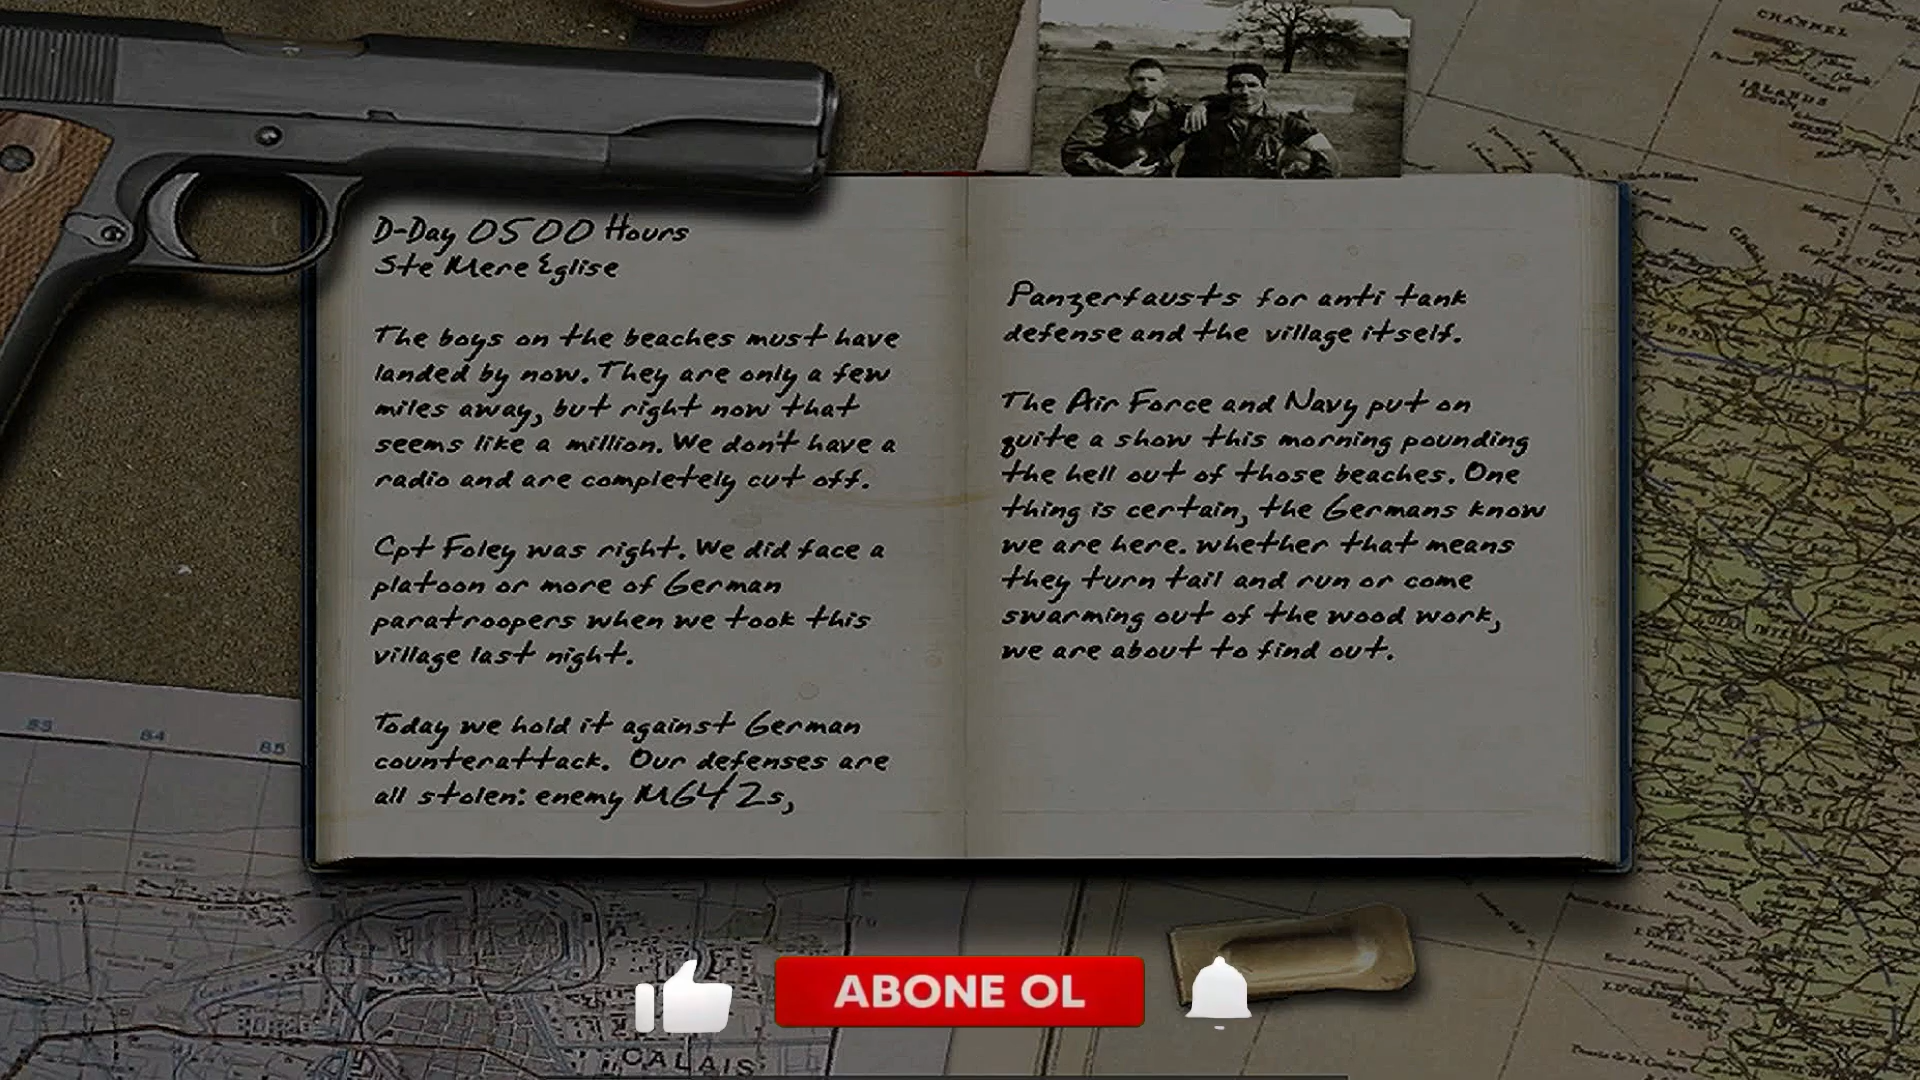 D-Day 0500 Hours
Ste Mere Eglise
The boys on the beaches must have
landed by now. They are only a few
miles away, but right now that
seems like a million. We don't have a
radio and are completely cut off.
Cpt Foley was right. We did face a
platoon or more of German
paratroopers when we took this
village last night.
Today we hold it against German
counterattack. Our defenses are
all stolen: enemy MG42s,
Panzerfausts for anti tank
defense and the village itself.
The Air Force and Navy put on
quite a show this morning pounding
the hell out of those beaches. One
thing is certain, the Germans know
we are here. whether that means
they turn tail and run or come
swarming out of the wood work,
we are about to find out.
CHANNEL
ISLANDS
83 84 85
ABONE OL
CALAIS